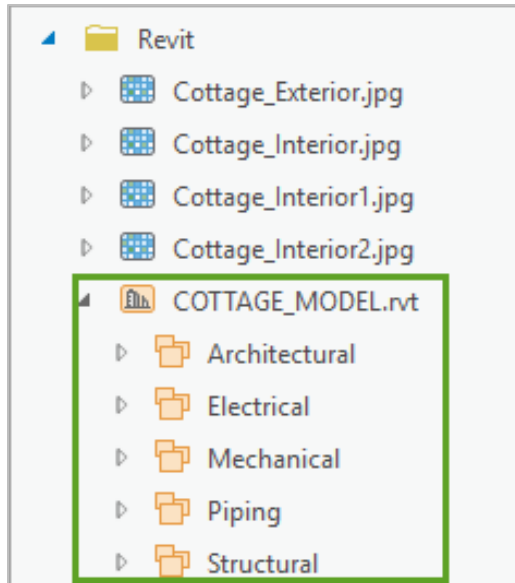 Revit
Cottage_Exterior.jpg
Cottage_Interior.jpg
Cottage_Interior1.jpg
Cottage_Interior2.jpg
COTTAGE_MODEL.rvt
Architectural
Electrical
Mechanical
Piping
Structural